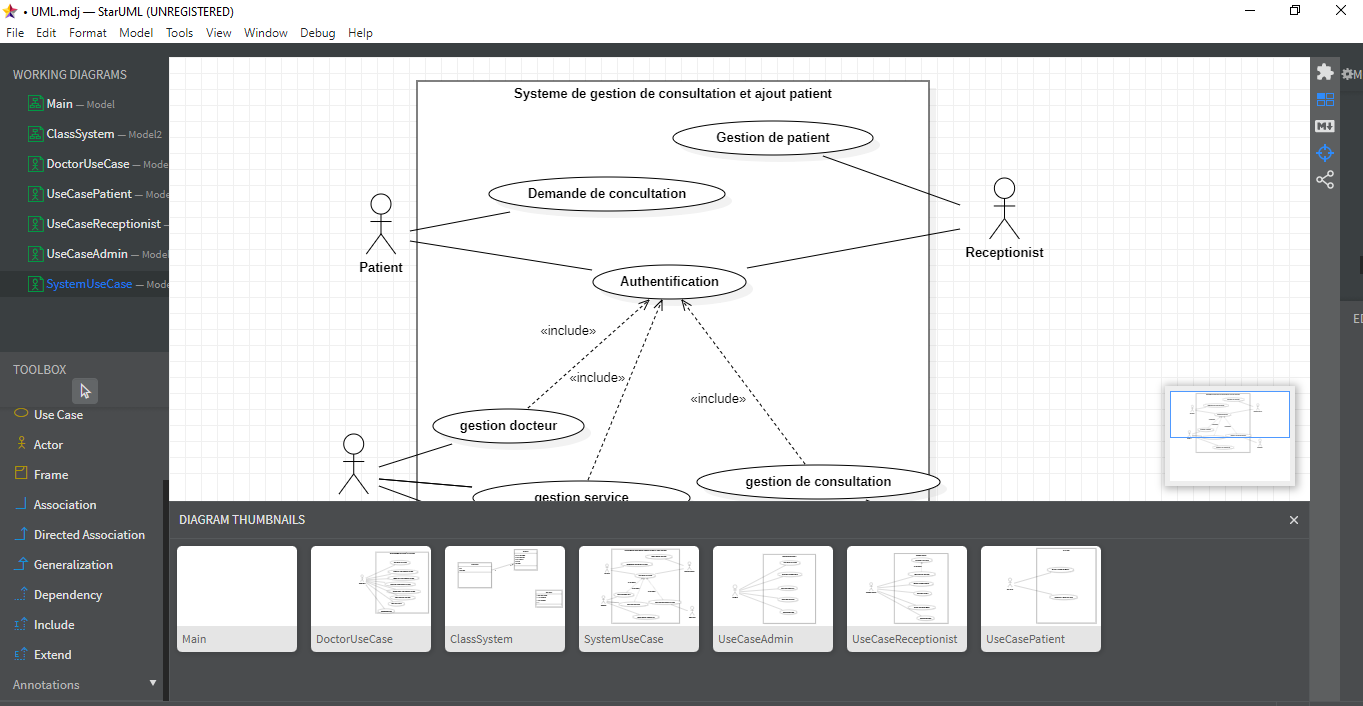 • UML.mdj — StarUML (UNREGISTERED)
File Edit Format Model Tools View Window Debug Help
WORKING DIAGRAMS
Main — Model
ClassSystem — Model2
DoctorUseCase — Mode
UseCasePatient — Mode
UseCaseReceptionist —
UseCaseAdmin — Model
SystemUseCase — Mode
TOOLBOX
Use Case
Actor
Frame
Association
Directed Association
Generalization
Dependency
Include
Extend
Annotations
Systeme de gestion de consultation et ajout patient
Gestion de patient
Demande de concultation
Patient
Receptionist
Authentification
«include»
«include»
«include»
gestion docteur
gestion de consultation
gestion service
M
ED
DIAGRAM THUMBNAILS
Main
DoctorUseCase
ClassSystem
SystemUseCase
UseCaseAdmin
UseCaseReceptionist
UseCasePatient